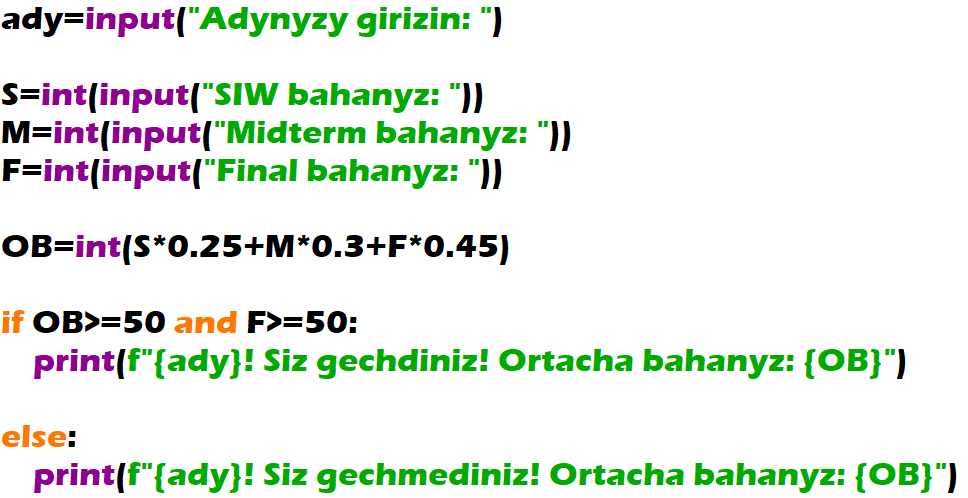 ady=input("Adynyzy girizin: ")
S=int(input("SIW bahanyz: "))
M=int(input("Midterm bahanyz: "))
F=int(input("Final bahanyz: "))
OB=int(S*0.25+M*0.3+F*0.45)
if OB>=50 and F>=50:
    print(f"{ady}! Siz gechdiniz! Ortacha bahanyz: {OB}")
else:
    print(f"{ady}! Siz gechmediniz! Ortacha bahanyz: {OB}")